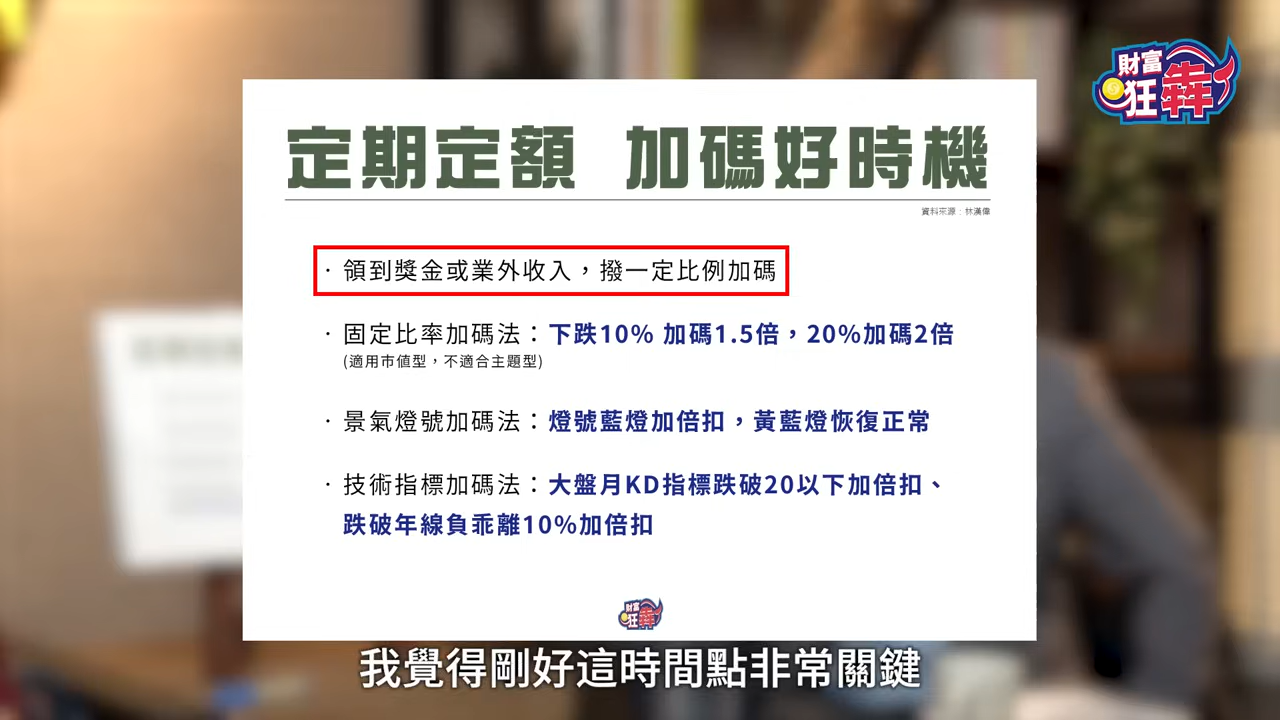 財富
狂犇
定期定額 加碼好時機
資料來源：林漢偉
· 領到獎金或業外收入，撥一定比例加碼
· 固定比率加碼法：下跌10% 加碼1.5倍，20%加碼2倍
(適用市值型，不適合主題型)
· 景氣燈號加碼法：燈號藍燈加倍扣，黃藍燈恢復正常
· 技術指標加碼法：大盤月KD指標跌破20以下加倍扣、
跌破年線負乖離10%加倍扣
財富
狂犇
我覺得剛好這時間點非常關鍵